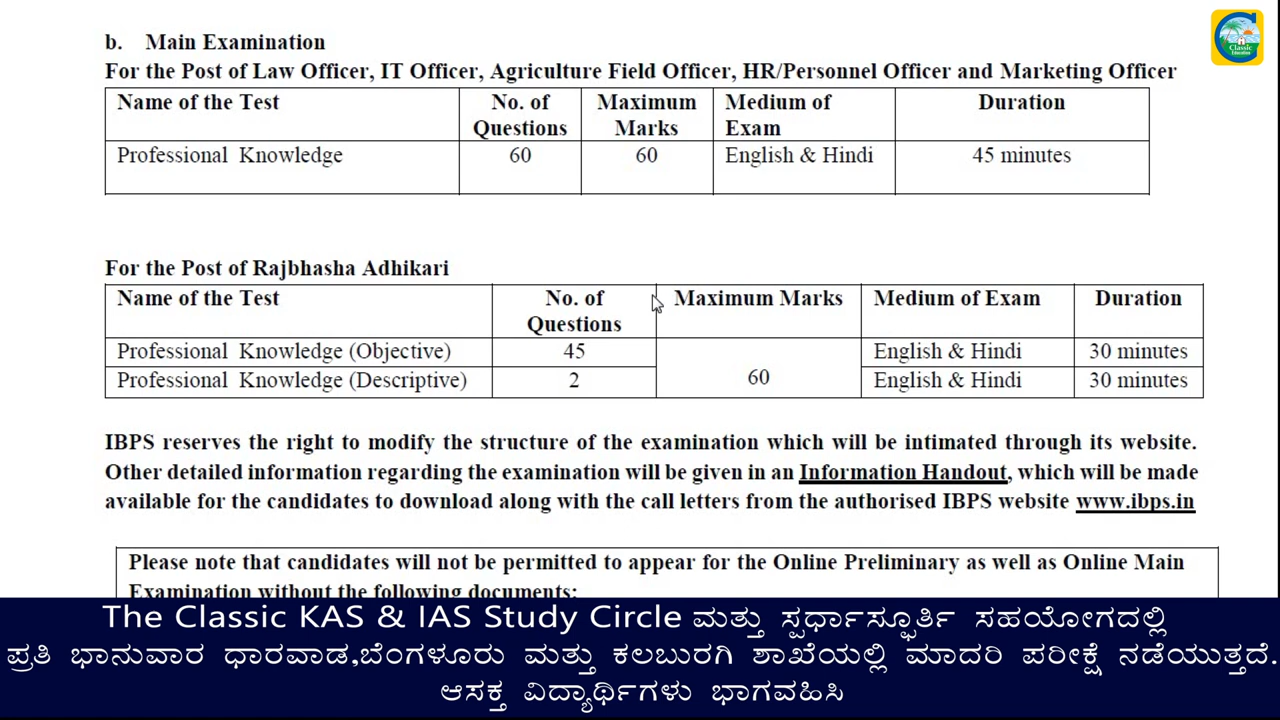 Classic
Education
b. Main Examination
For the Post of Law Officer, IT Officer, Agriculture Field Officer, HR/Personnel Officer and Marketing Officer
Name of the Test No. of Questions Maximum Marks Medium of Exam Duration
Professional Knowledge 60 60 English & Hindi 45 minutes
For the Post of Rajbhasha Adhikari
Name of the Test No. of Questions Maximum Marks Medium of Exam Duration
Professional Knowledge (Objective) 45 60 English & Hindi 30 minutes
Professional Knowledge (Descriptive) 2 English & Hindi 30 minutes
IBPS reserves the right to modify the structure of the examination which will be intimated through its website.
Other detailed information regarding the examination will be given in an Information Handout, which will be made
available for the candidates to download along with the call letters from the authorised IBPS website www.ibps.in
Please note that candidates will not be permitted to appear for the Online Preliminary as well as Online Main
Examination without the following documents:
The Classic KAS & IAS Study Circle ಮತ್ತು ಸ್ಪರ್ಧಾಸ್ಫೂರ್ತಿ ಸಹಯೋಗದಲ್ಲಿ
ಪ್ರತಿ ಭಾನುವಾರ ಧಾರವಾಡ,ಬೆಂಗಳೂರು ಮತ್ತು ಕಲಬುರಗಿ ಶಾಖೆಯಲ್ಲಿ ಮಾದರಿ ಪರೀಕ್ಷೆ ನಡೆಯುತ್ತದೆ.
ಆಸಕ್ತ ವಿದ್ಯಾರ್ಥಿಗಳು ಭಾಗವಹಿಸಿ